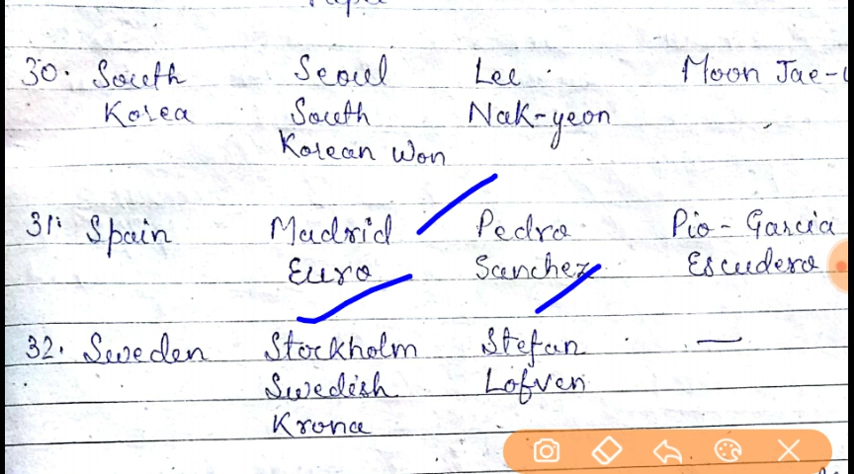 30. South Seoul Lee Moon Jae-
Korea South Nak-yeon
Korean Won
31. Spain Madrid Pedro Pio-Garcia
Euro Sanchez Escudero
32. Sweden Stockholm Stefan —
Swedish Lofven
Krona